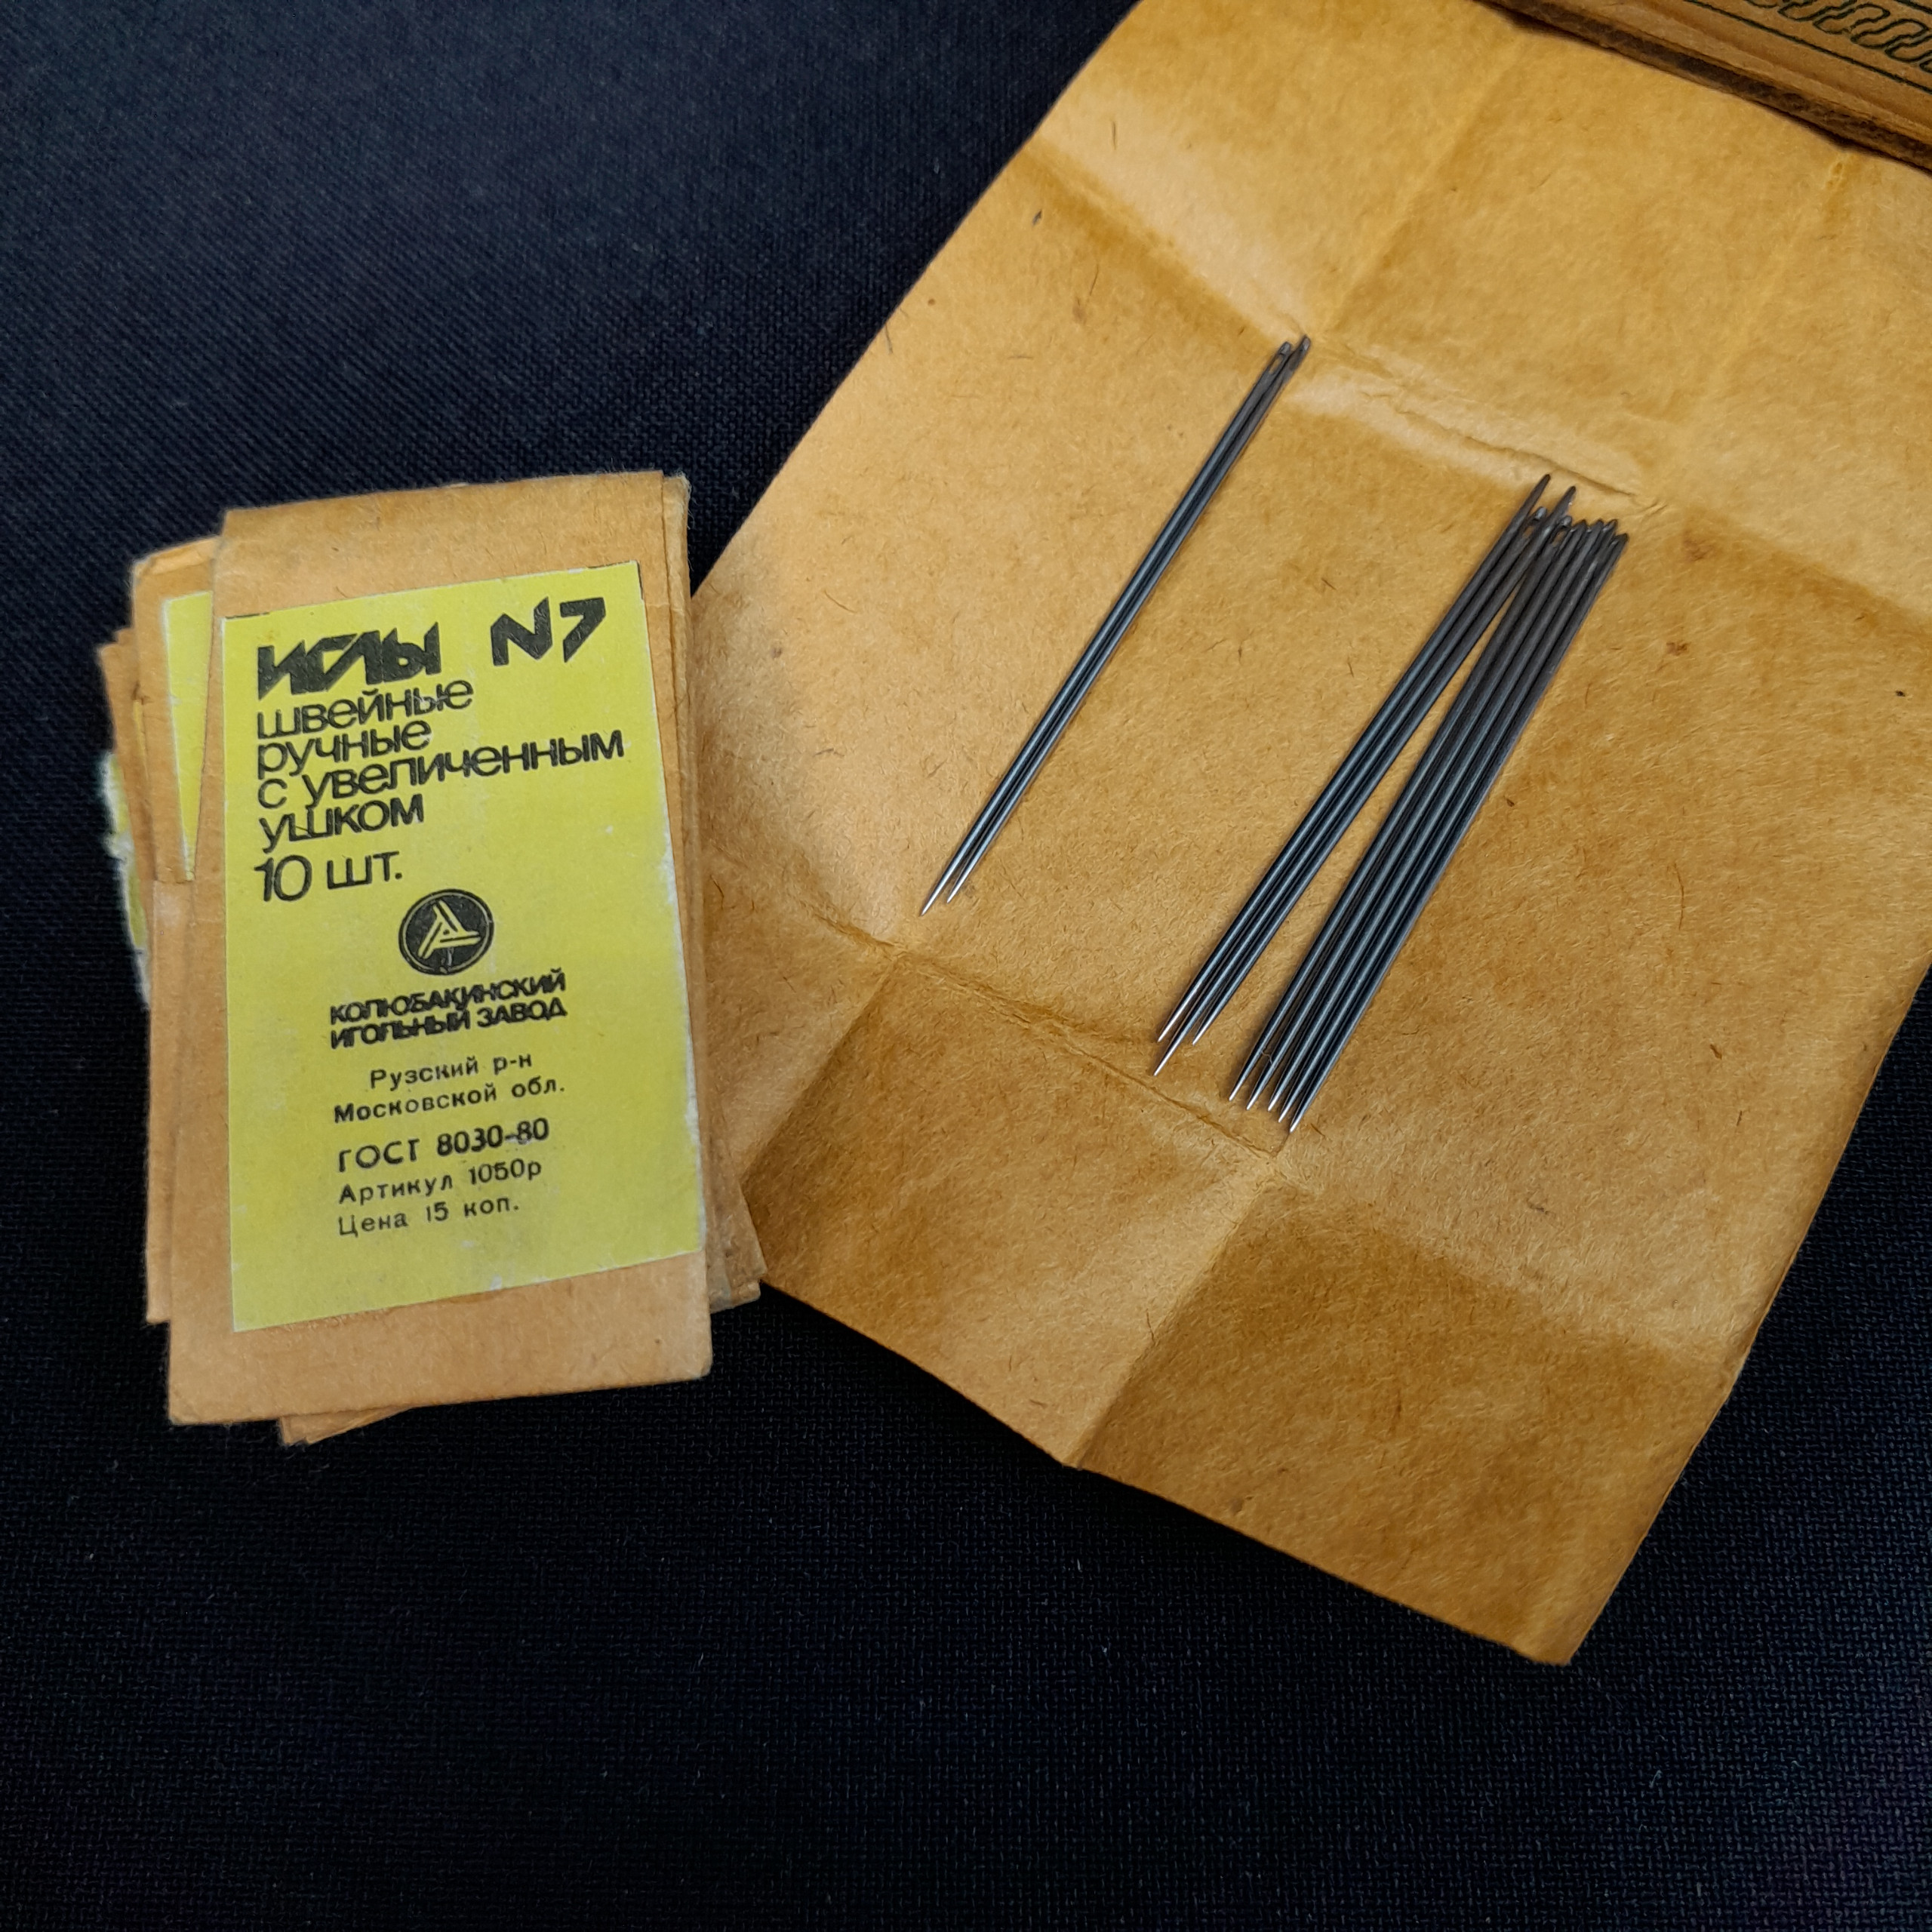 ИГЛЫ N7
швейные
ручные
с увеличенным
ушком
10 шт.
КОЛЮБАКИНСКИЙ
ИГОЛЬНЫЙ ЗАВОД
Рузский р-н
Московской обл.
ГОСТ 8030-80
Артикул 1050р
Цена 15 коп.